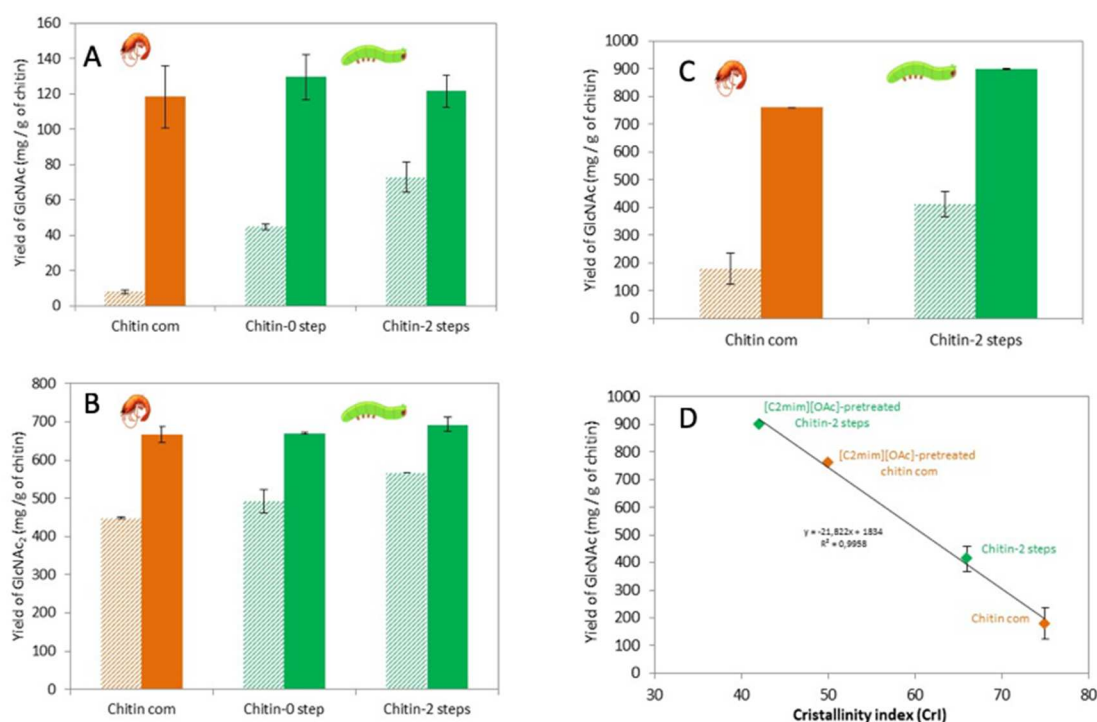 A
Yield of GlcNAc (mg / g of chitin)
160
140
120
100
80
60
40
20
0
Chitin com Chitin-0 step Chitin-2 steps
B
Yield of GlcNAc₂ (mg /g of chitin)
800
700
600
500
400
300
200
100
0
Chitin com Chitin-0 step Chitin-2 steps
C
Yield of GlcNAc (mg / g of chitin)
1000
900
800
700
600
500
400
300
200
100
0
Chitin com Chitin-2 steps
D
Yield of GlcNAc (mg / g of chitin)
1000
900
800
700
600
500
400
300
200
100
0
[C2mim][OAc]-pretreated
Chitin-2 steps
[C2mim][OAc]-pretreated
chitin com
y = -21,822x + 1834
R² = 0,9958
Chitin-2 steps
Chitin com
30 40 50 60 70 80
Cristallinity index (CrI)